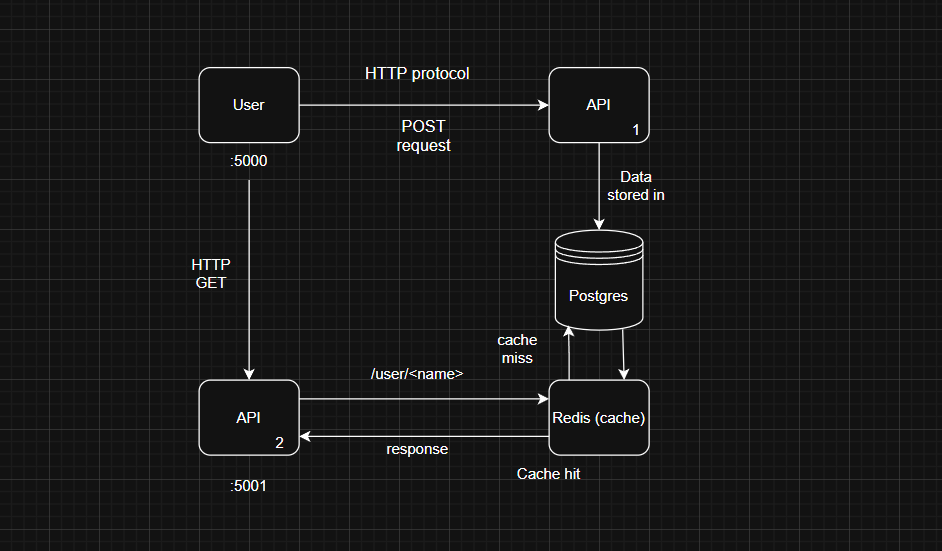 HTTP protocol
User
API
1
POST
request
:5000
Data
stored in
HTTP
GET
Postgres
cache
miss
/user/<name>
API
2
Redis (cache)
response
Cache hit
:5001